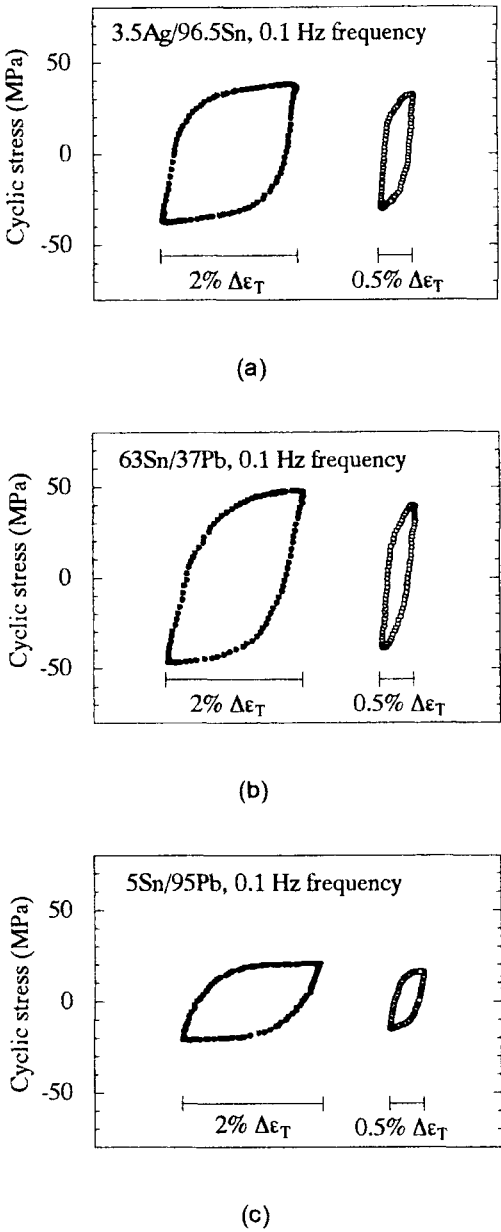 3.5Ag/96.5Sn, 0.1 Hz frequency
Cyclic stress (MPa)
50
0
-50
2% Δε_T
0.5% Δε_T
(a)
63Sn/37Pb, 0.1 Hz frequency
Cyclic stress (MPa)
50
0
-50
2% Δε_T
0.5% Δε_T
(b)
5Sn/95Pb, 0.1 Hz frequency
Cyclic stress (MPa)
50
0
-50
2% Δε_T
0.5% Δε_T
(c)